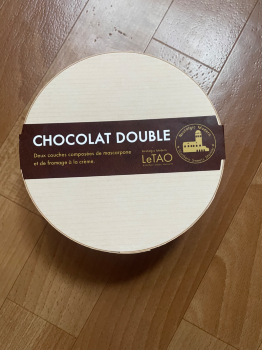 CHOCOLAT DOUBLE
Deux couches composées de mascarpone
et de fromage à la crème.
LeTAO